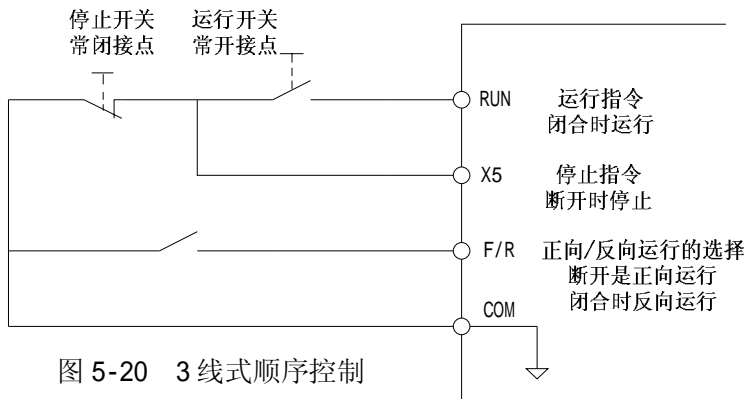 停止开关 运行开关
常闭接点 常开接点
RUN 运行指令
闭合时运行
X5 停止指令
断开时停止
F/R 正向/反向运行的选择
断开是正向运行
闭合时反向运行
COM
图 5-20 3 线式顺序控制